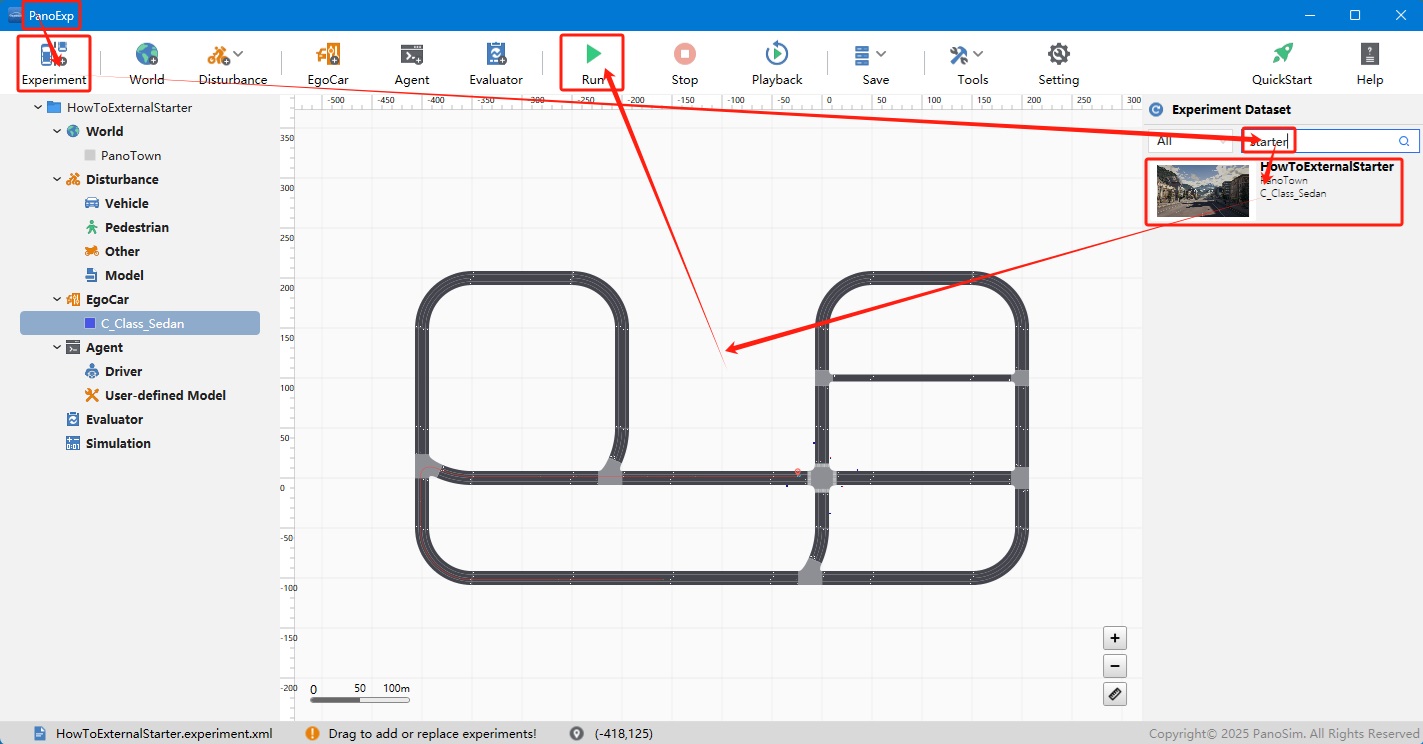 PanoExp
Experiment World Disturbance EgoCar Agent Evaluator Run Stop Playback Save Tools Setting QuickStart Help
HowToExternalStarter
World
PanoTown
Disturbance
Vehicle
Pedestrian
Other
Model
EgoCar
C_Class_Sedan
Agent
Driver
User-defined Model
Evaluator
Simulation
-500 -450 -400 -350 -300 -250 -200 -150 -100 -50 0 50 100 150 200 250 300
350
300
250
200
150
100
50
0
-50
-100
-150
-200
0 50 100m
+
−
Experiment Dataset
All
starter
HowToExternalStarter
PanoTown
C_Class_Sedan
HowToExternalStarter.experiment.xml
Drag to add or replace experiments!
(-418,125)
Copyright© 2025 PanoSim. All Rights Reserved